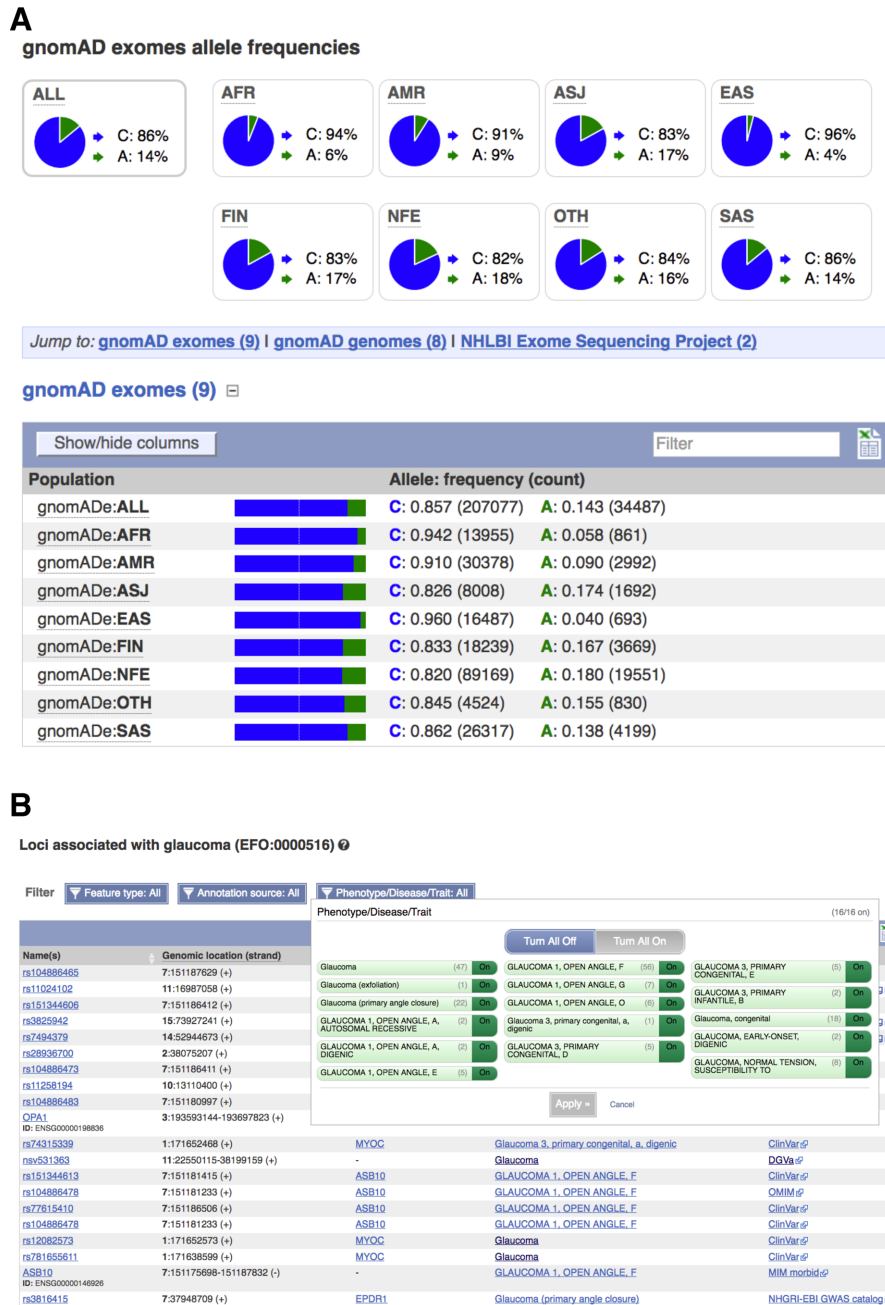 A
gnomAD exomes allele frequencies
ALL
C: 86%
A: 14%
AFR
C: 94%
A: 6%
AMR
C: 91%
A: 9%
ASJ
C: 83%
A: 17%
EAS
C: 96%
A: 4%
FIN
C: 83%
A: 17%
NFE
C: 82%
A: 18%
OTH
C: 84%
A: 16%
SAS
C: 86%
A: 14%
Jump to: gnomAD exomes (9) | gnomAD genomes (8) | NHLBI Exome Sequencing Project (2)
gnomAD exomes (9)
Show/hide columns Filter
Population Allele: frequency (count)
gnomADe:ALL C: 0.857 (207077) A: 0.143 (34487)
gnomADe:AFR C: 0.942 (13955) A: 0.058 (861)
gnomADe:AMR C: 0.910 (30378) A: 0.090 (2992)
gnomADe:ASJ C: 0.826 (8008) A: 0.174 (1692)
gnomADe:EAS C: 0.960 (16487) A: 0.040 (693)
gnomADe:FIN C: 0.833 (18239) A: 0.167 (3669)
gnomADe:NFE C: 0.820 (89169) A: 0.180 (19551)
gnomADe:OTH C: 0.845 (4524) A: 0.155 (830)
gnomADe:SAS C: 0.862 (26317) A: 0.138 (4199)
B
Loci associated with glaucoma (EFO:0000516)
Filter Feature type: All Annotation source: All Phenotype/Disease/Trait: All
Phenotype/Disease/Trait (16/16 on)
Turn All Off Turn All On
Glaucoma (47) On
Glaucoma (exfoliation) (1) On
Glaucoma (primary angle closure) (22) On
GLAUCOMA 1, OPEN ANGLE, A, (2) On
AUTOSOMAL RECESSIVE
GLAUCOMA 1, OPEN ANGLE, A, (2) On
DIGENIC
GLAUCOMA 1, OPEN ANGLE, E (5) On
GLAUCOMA 1, OPEN ANGLE, F (56) On
GLAUCOMA 1, OPEN ANGLE, G (7) On
GLAUCOMA 1, OPEN ANGLE, O (6) On
Glaucoma 3, primary congenital, a, (1) On
digenic
GLAUCOMA 3, PRIMARY (5) On
CONGENITAL, D
GLAUCOMA 3, PRIMARY (5) On
CONGENITAL, E
GLAUCOMA 3, PRIMARY (2) On
INFANTILE, B
Glaucoma, congenital (18) On
GLAUCOMA, EARLY-ONSET, (2) On
DIGENIC
GLAUCOMA, NORMAL TENSION, (8) On
SUSCEPTIBILITY TO
Apply » Cancel
Name(s) Genomic location (strand)
rs104886465 7:151187629 (+)
rs11024102 11:16987058 (+)
rs151344606 7:151186412 (+)
rs3825942 15:73927241 (+)
rs7494379 14:52944673 (+)
rs28936700 2:38075207 (+)
rs104886473 7:151186411 (+)
rs11258194 10:13110400 (+)
rs104886483 7:151180997 (+)
OPA1 3:193593144-193697823 (+)
ID: ENSG00000198836
rs74315339 1:171652468 (+) MYOC Glaucoma 3, primary congenital, a, digenic ClinVar
nsv531363 11:22550115-38199159 (+) - Glaucoma DGVa
rs151344613 7:151181415 (+) ASB10 GLAUCOMA 1, OPEN ANGLE, F ClinVar
rs104886478 7:151181233 (+) ASB10 GLAUCOMA 1, OPEN ANGLE, F OMIM
rs77615410 7:151186506 (+) ASB10 GLAUCOMA 1, OPEN ANGLE, F ClinVar
rs104886478 7:151181233 (+) ASB10 GLAUCOMA 1, OPEN ANGLE, F ClinVar
rs12082573 1:171652573 (+) MYOC Glaucoma ClinVar
rs781655611 1:171638599 (+) MYOC Glaucoma ClinVar
ASB10 7:151175698-151187832 (-) - GLAUCOMA 1, OPEN ANGLE, F MIM morbid
ID: ENSG00000146926
rs3816415 7:37948709 (+) EPDR1 Glaucoma (primary angle closure) NHGRI-EBI GWAS catalog